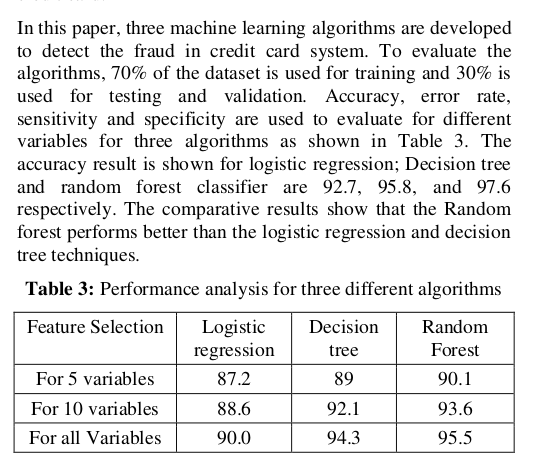 In this paper, three machine learning algorithms are developed
to detect the fraud in credit card system. To evaluate the
algorithms, 70% of the dataset is used for training and 30% is
used for testing and validation. Accuracy, error rate,
sensitivity and specificity are used to evaluate for different
variables for three algorithms as shown in Table 3. The
accuracy result is shown for logistic regression; Decision tree
and random forest classifier are 92.7, 95.8, and 97.6
respectively. The comparative results show that the Random
forest performs better than the logistic regression and decision
tree techniques.
Table 3: Performance analysis for three different algorithms
Feature Selection Logistic regression Decision tree Random Forest
For 5 variables 87.2 89 90.1
For 10 variables 88.6 92.1 93.6
For all Variables 90.0 94.3 95.5